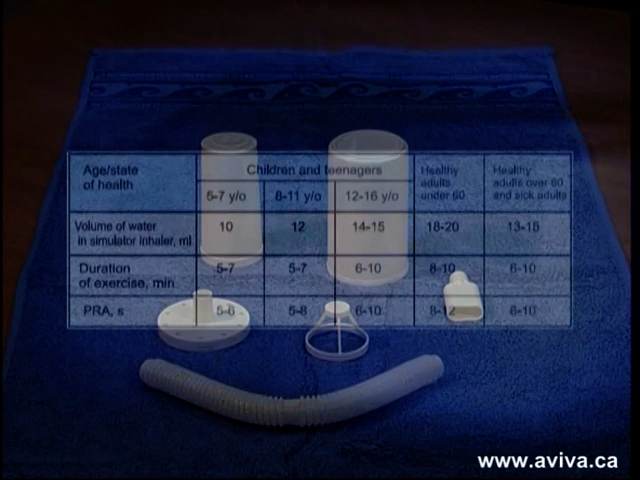 Age/state of health
Children and teenagers
Healthy adults under 60
Healthy adults over 60 and sick adults
5-7 y/o
8-11 y/o
12-16 y/o
Volume of water in simulator inhaler, ml
10
12
14-15
18-20
13-15
Duration of exercise, min
5-7
5-7
6-10
8-10
6-10
PRA, s
5-6
5-8
6-10
8-12
6-10
www.aviva.ca